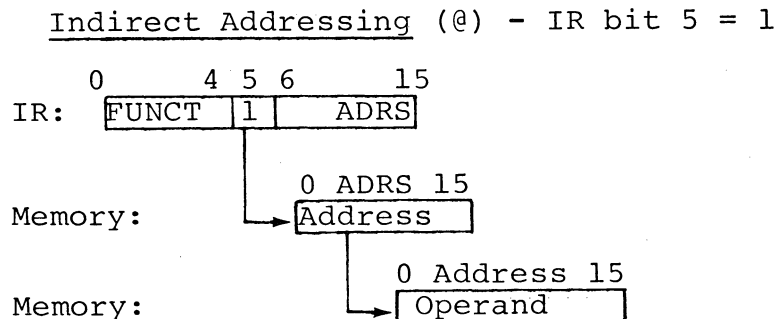 Indirect Addressing (@) - IR bit 5 = 1
0 4 5 6 15
IR: FUNCT 1 ADRS
0 ADRS 15
Memory: Address
0 Address 15
Memory: Operand